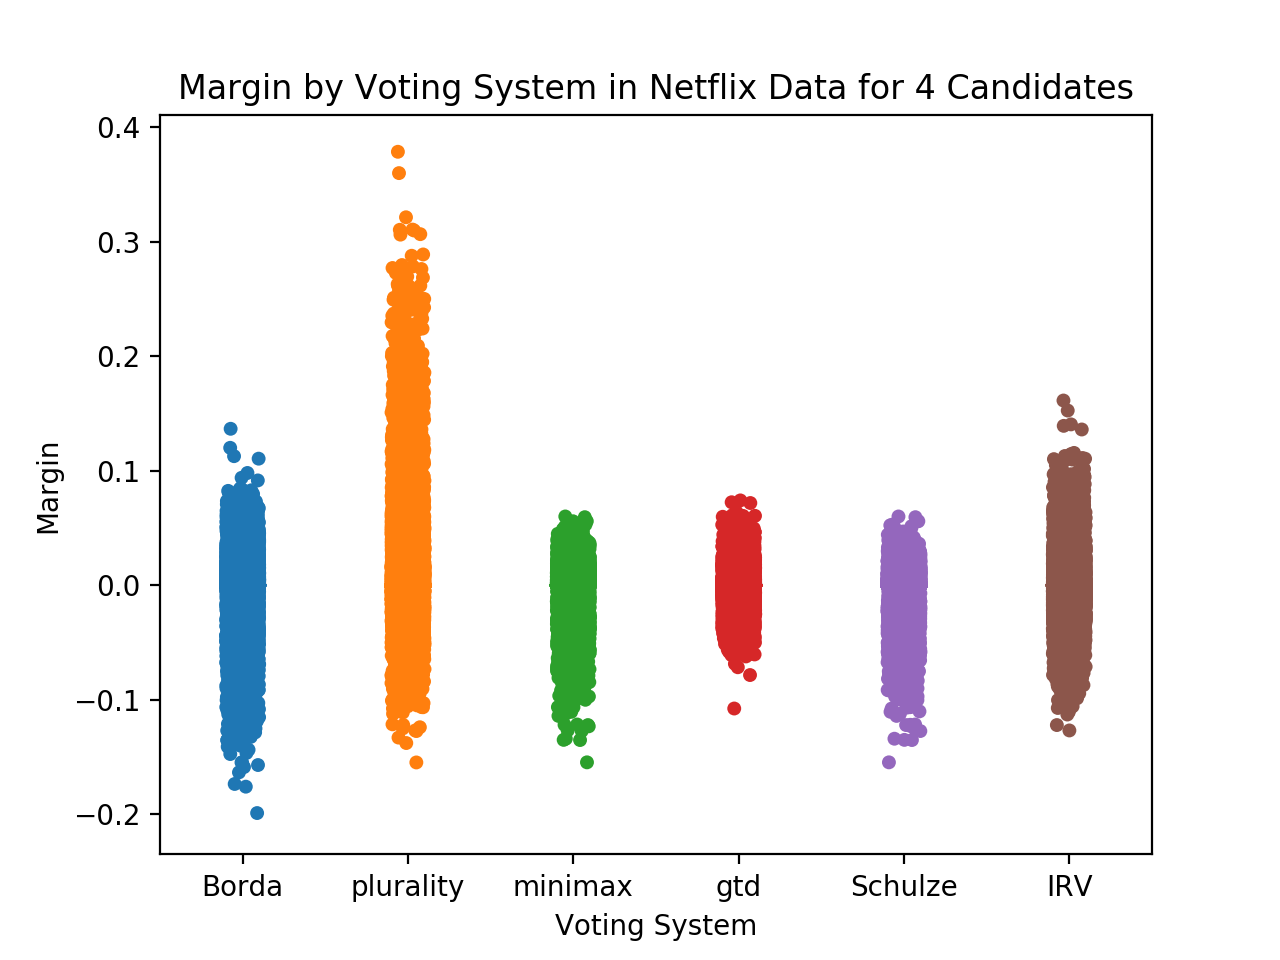 Margin by Voting System in Netflix Data for 4 Candidates
0.4
0.3
0.2
0.1
0.0
−0.1
−0.2
Margin
Borda plurality minimax gtd Schulze IRV
Voting System